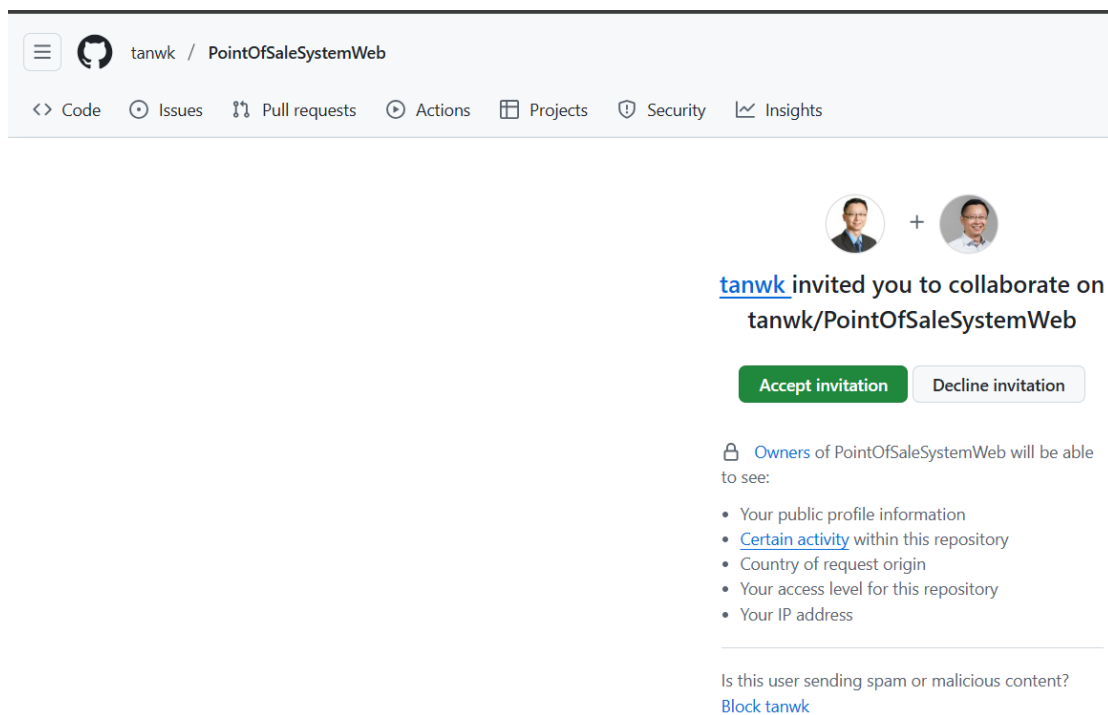 tanwk / PointOfSaleSystemWeb
Code Issues Pull requests Actions Projects Security Insights
+
tanwk invited you to collaborate on
tanwk/PointOfSaleSystemWeb
Accept invitation Decline invitation
Owners of PointOfSaleSystemWeb will be able
to see:
• Your public profile information
• Certain activity within this repository
• Country of request origin
• Your access level for this repository
• Your IP address
Is this user sending spam or malicious content?
Block tanwk